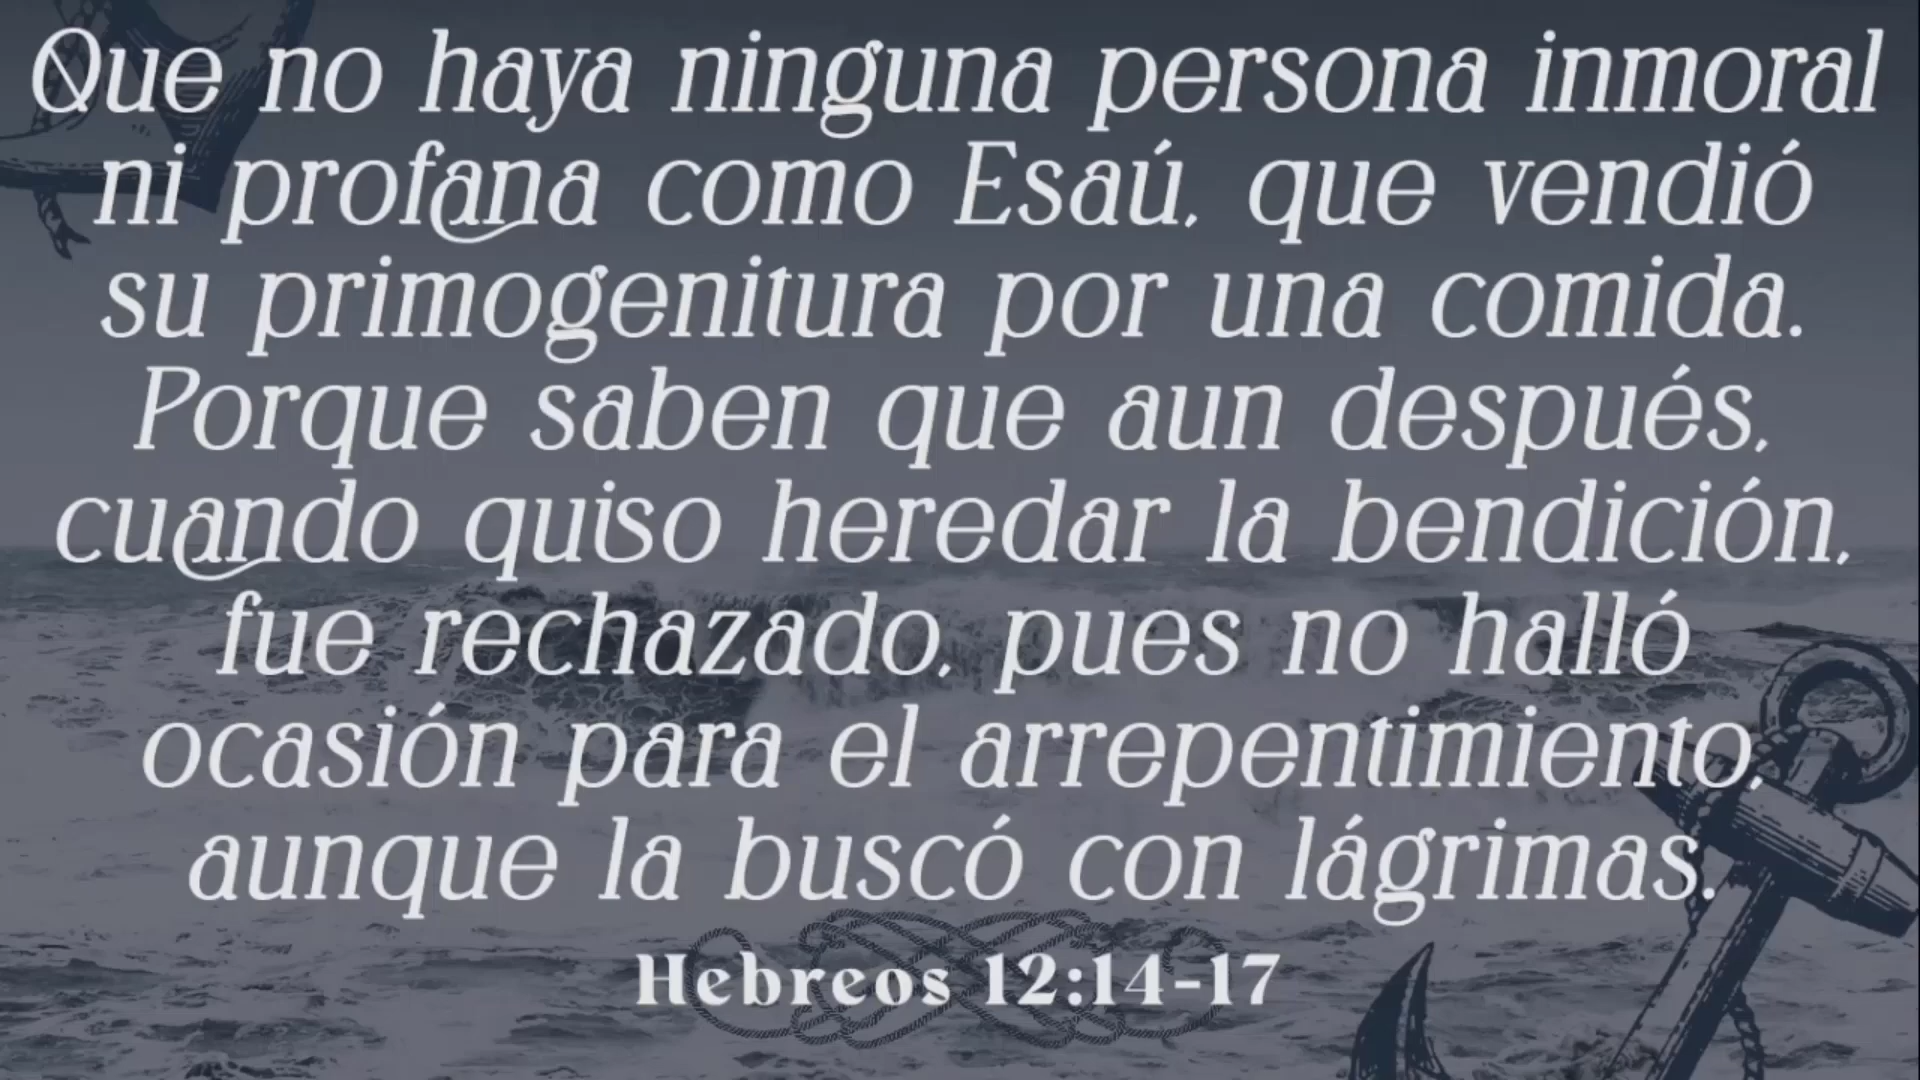 Que no haya ninguna persona inmoral
ni profana como Esaú, que vendió
su primogenitura por una comida.
Porque saben que aun después,
cuando quiso heredar la bendición,
fue rechazado, pues no halló
ocasión para el arrepentimiento,
aunque la buscó con lágrimas.
Hebreos 12:14-17